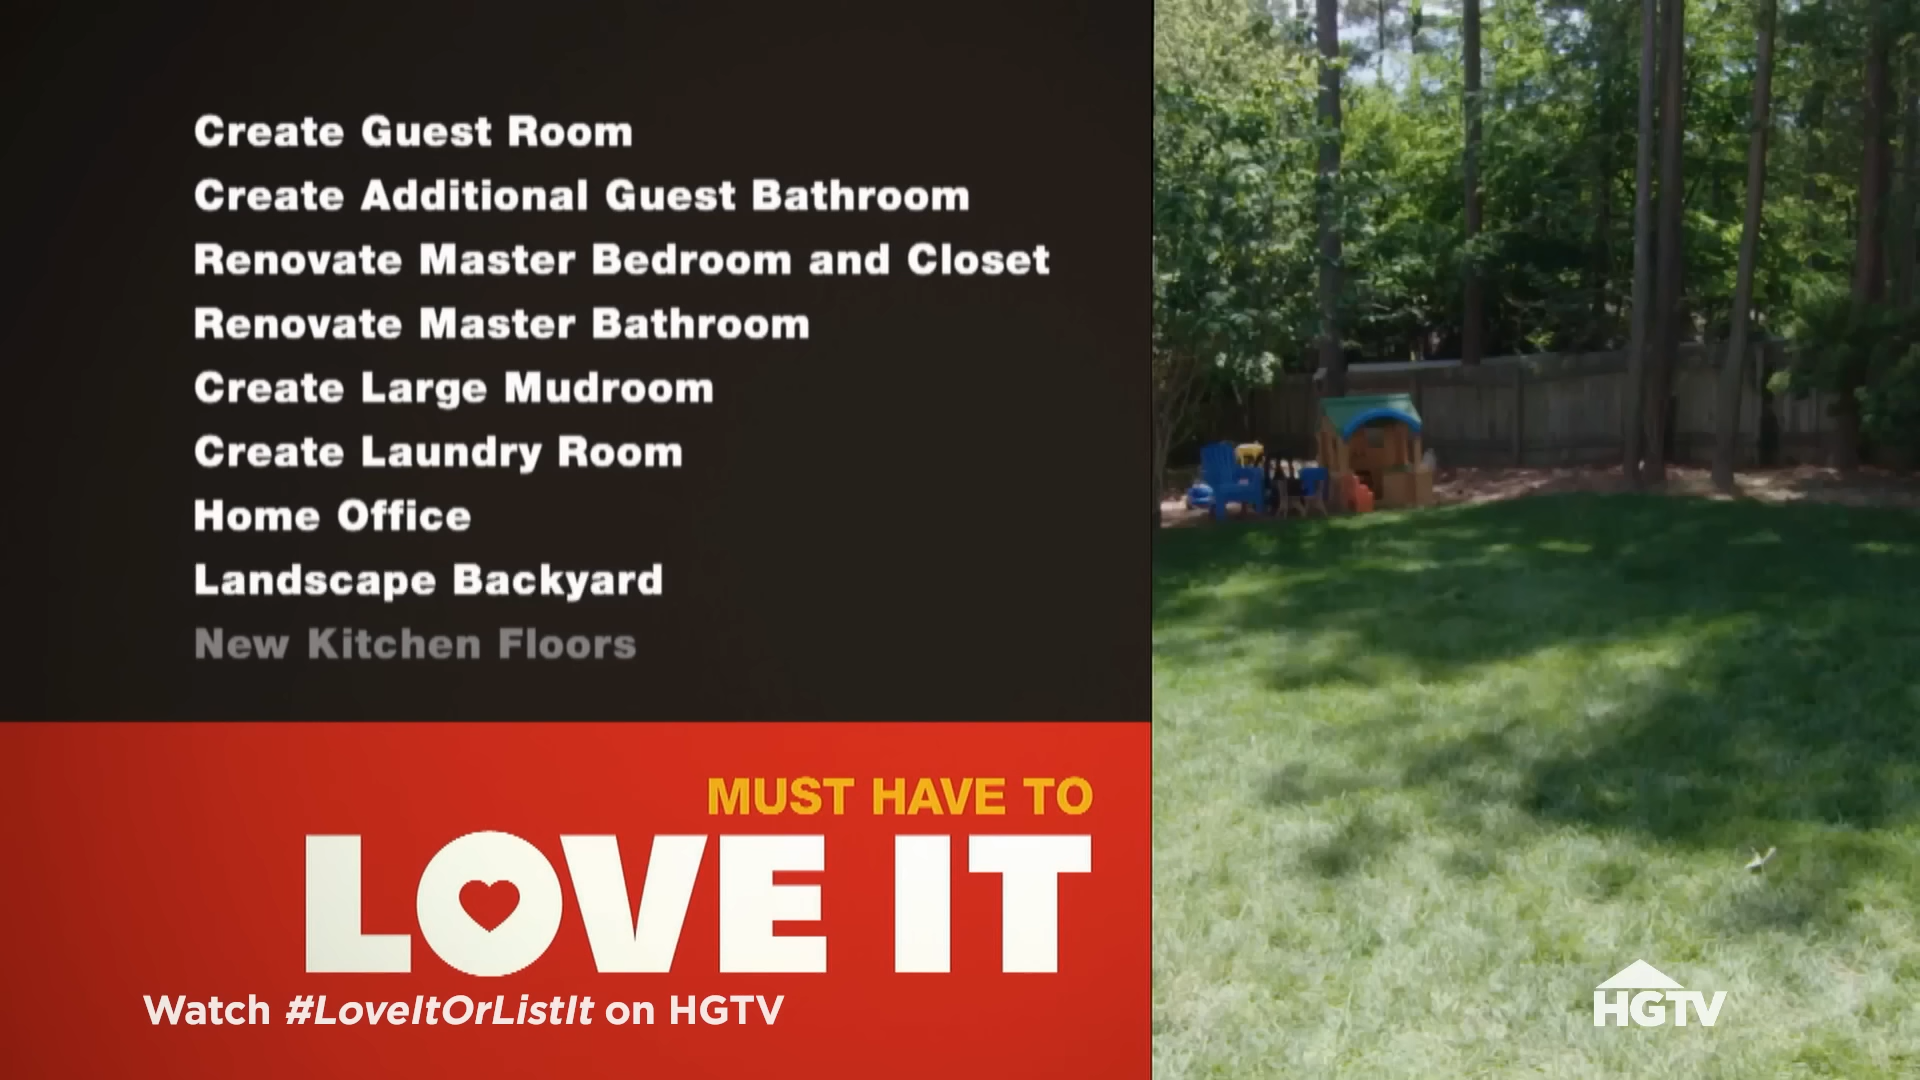 Create Guest Room
Create Additional Guest Bathroom
Renovate Master Bedroom and Closet
Renovate Master Bathroom
Create Large Mudroom
Create Laundry Room
Home Office
Landscape Backyard
New Kitchen Floors
MUST HAVE TO
LOVE IT
Watch #LoveItOrListIt on HGTV
HGTV